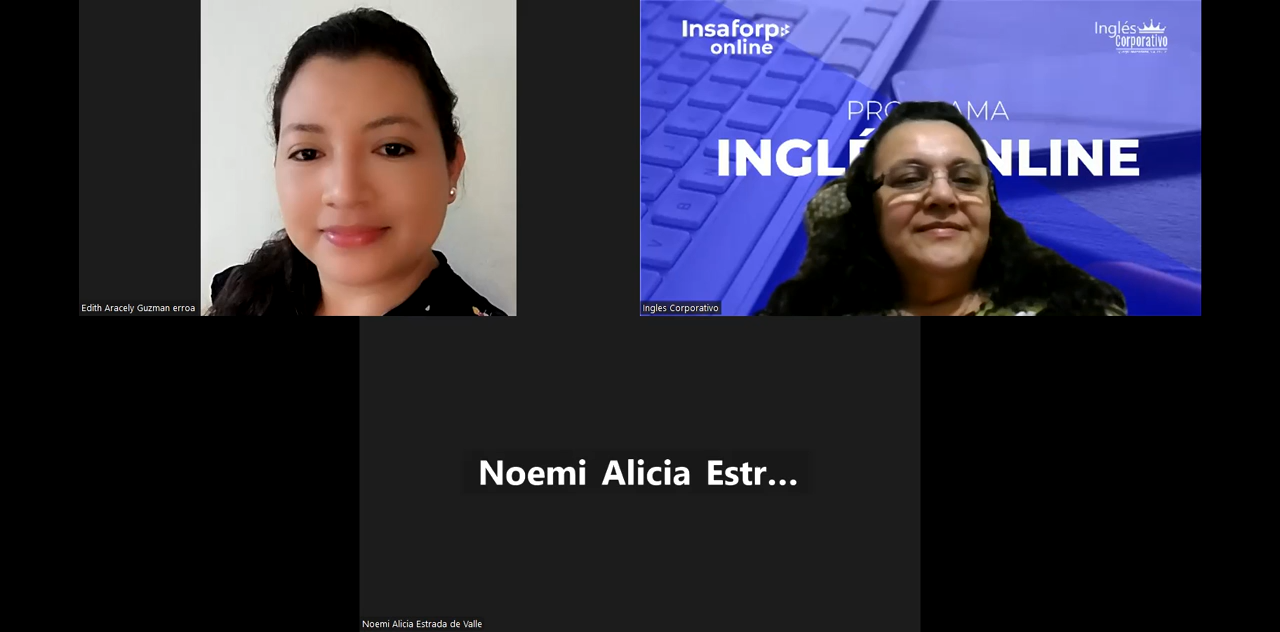 Insaforp
online
Inglés
Corporativo
PROGRAMA
INGLÉS ONLINE
Edith Aracely Guzman erroa
Ingles Corporativo
Noemi Alicia Estr...
Noemi Alicia Estrada de Valle